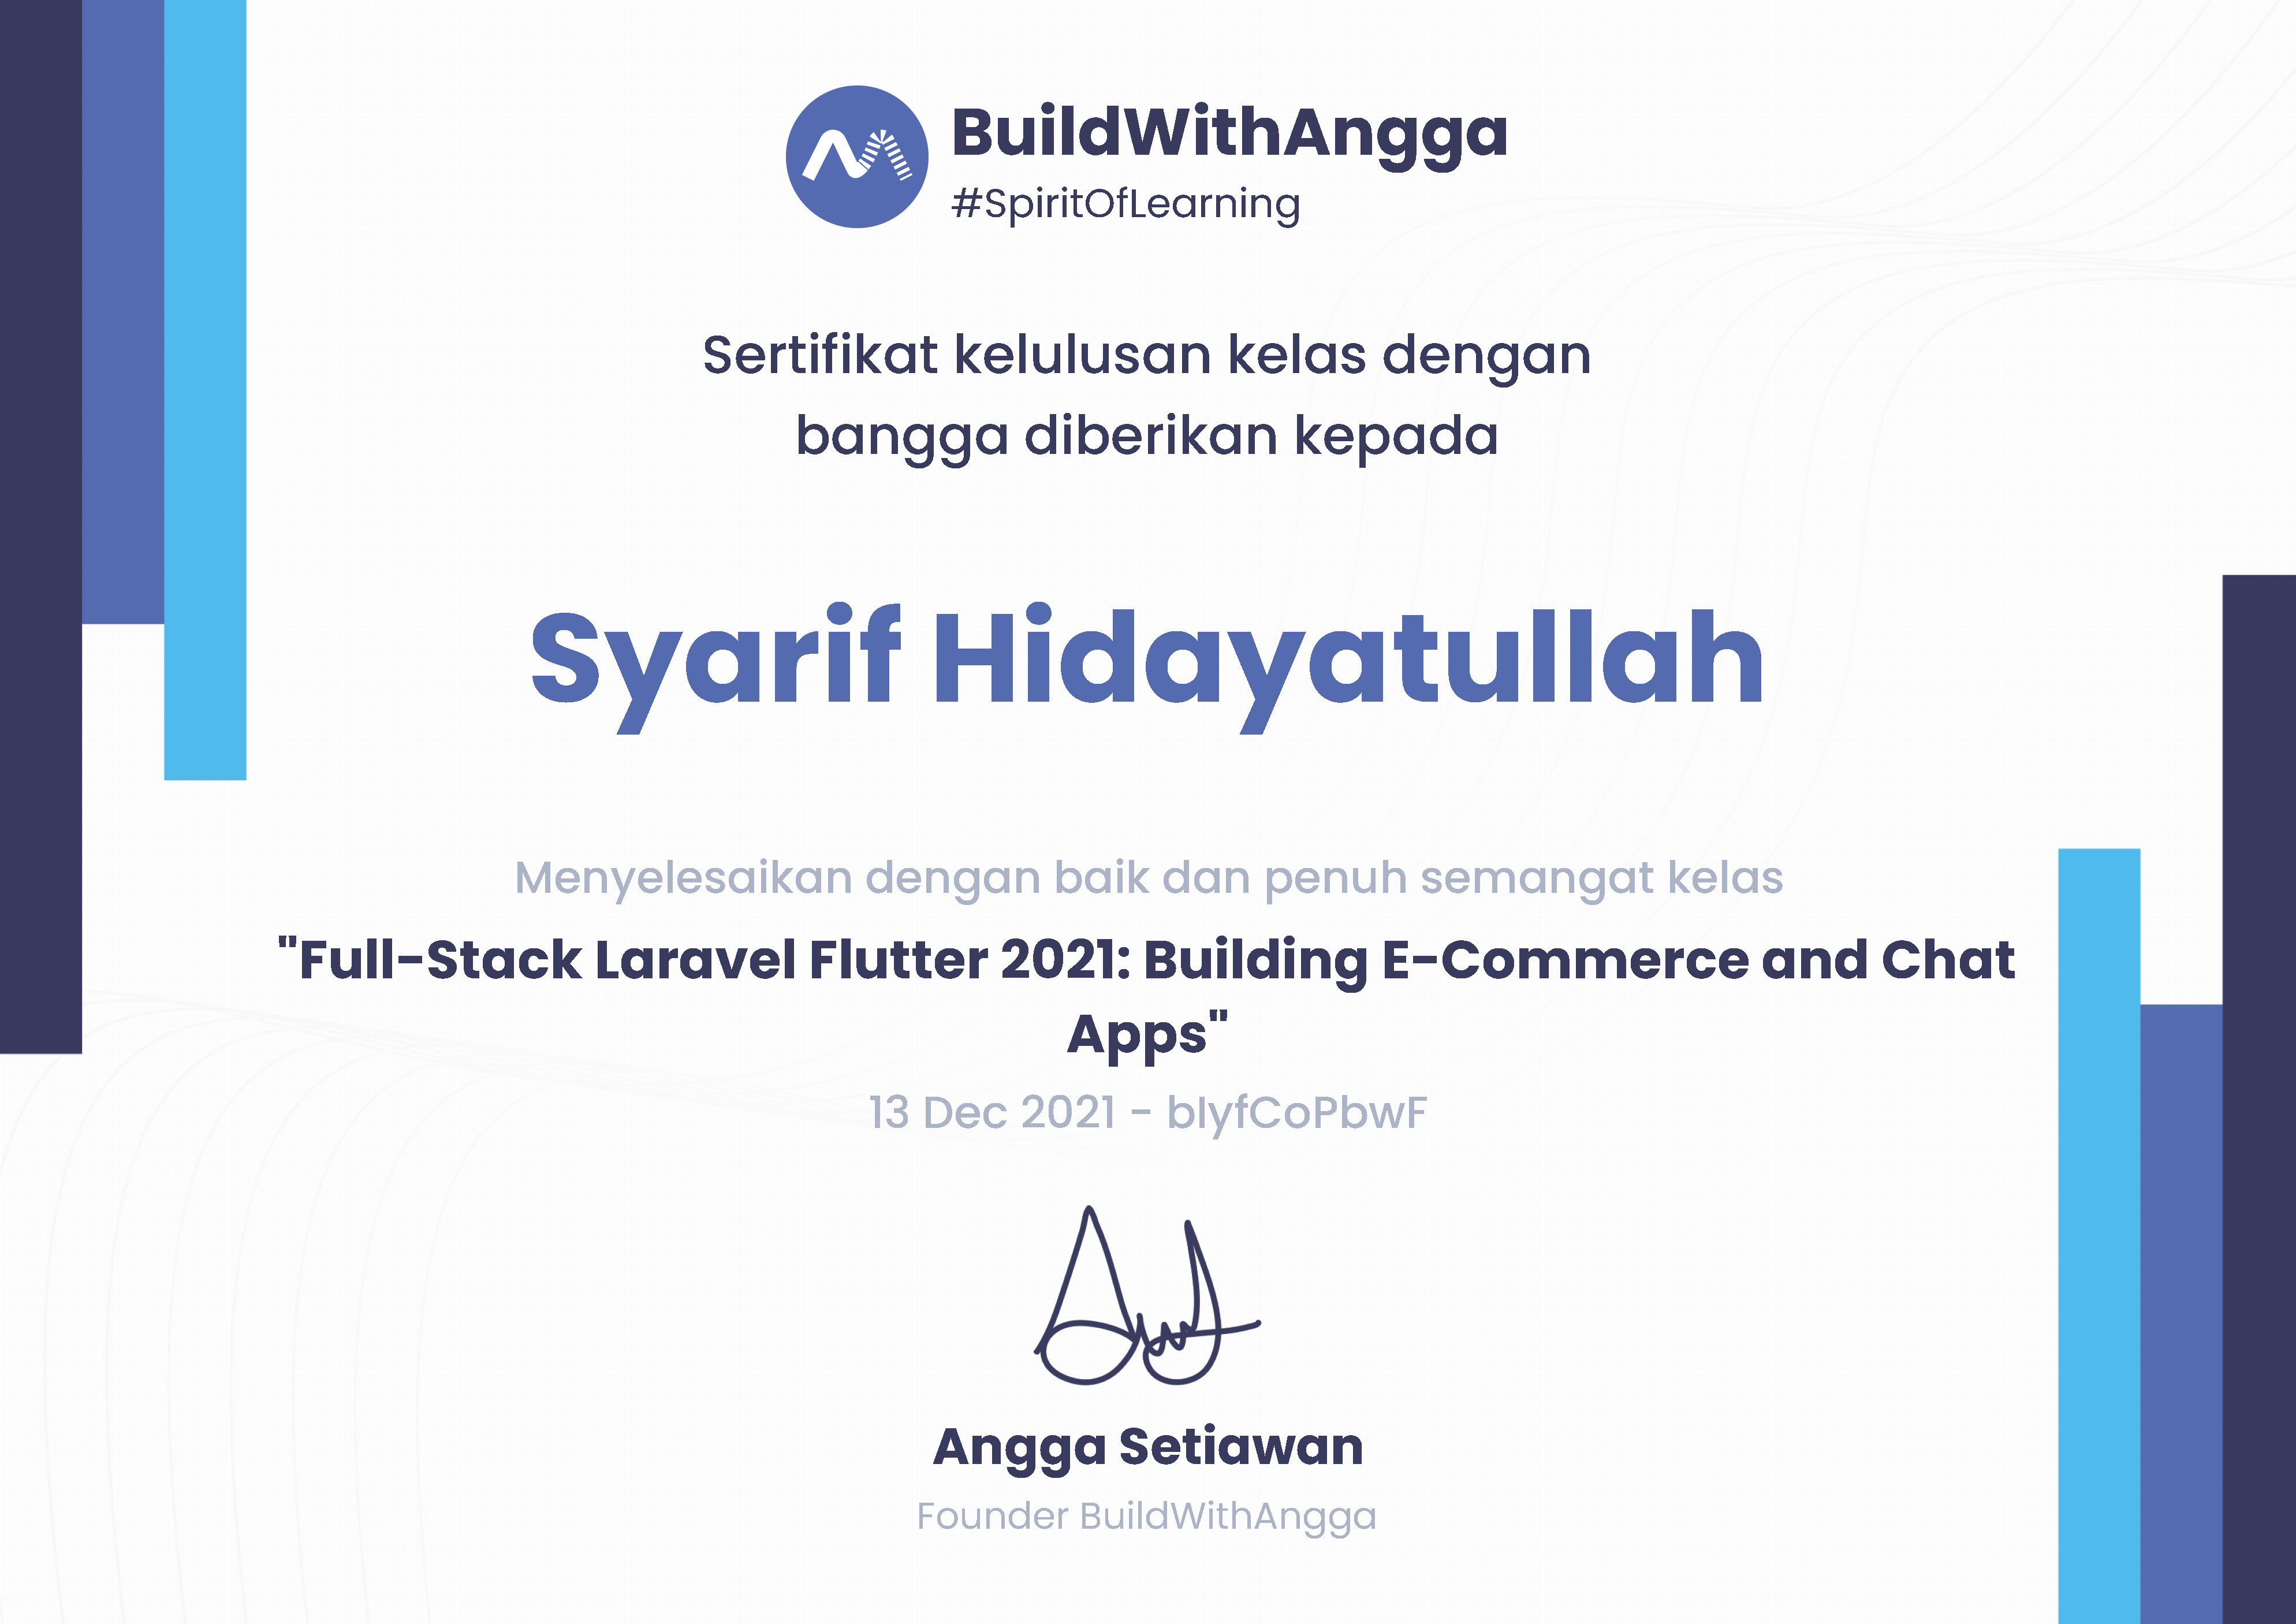 BuildWithAngga
#SpiritOfLearning
Sertifikat kelulusan kelas dengan
bangga diberikan kepada
Syarif Hidayatullah
Menyelesaikan dengan baik dan penuh semangat kelas
"Full-Stack Laravel Flutter 2021: Building E-Commerce and Chat
Apps"
13 Dec 2021 - bIyfCoPbwF
Angga Setiawan
Founder BuildWithAngga